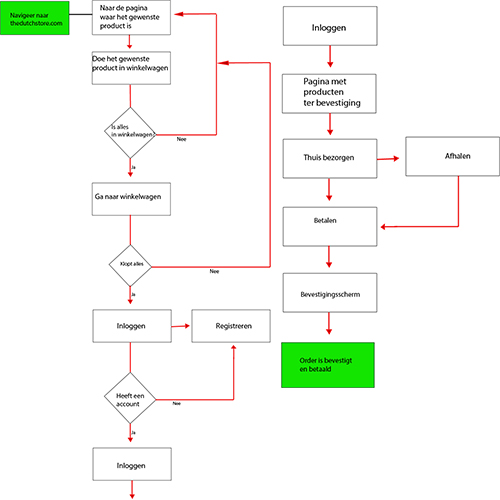 Navigeer naar
thedutchstore.com
Naar de pagina
waar het gewenste
product is
Doe het gewenste
product in winkelwagen
Is alles
in winkelwagen
Nee
Ja
Ga naar winkelwagen
Klopt alles
Nee
Ja
Inloggen
Registreren
Heeft een
account
Nee
Ja
Inloggen
Inloggen
Pagina met
producten
ter bevestiging
Thuis bezorgen
Afhalen
Betalen
Bevestigingsscherm
Order is bevestigt
en betaald